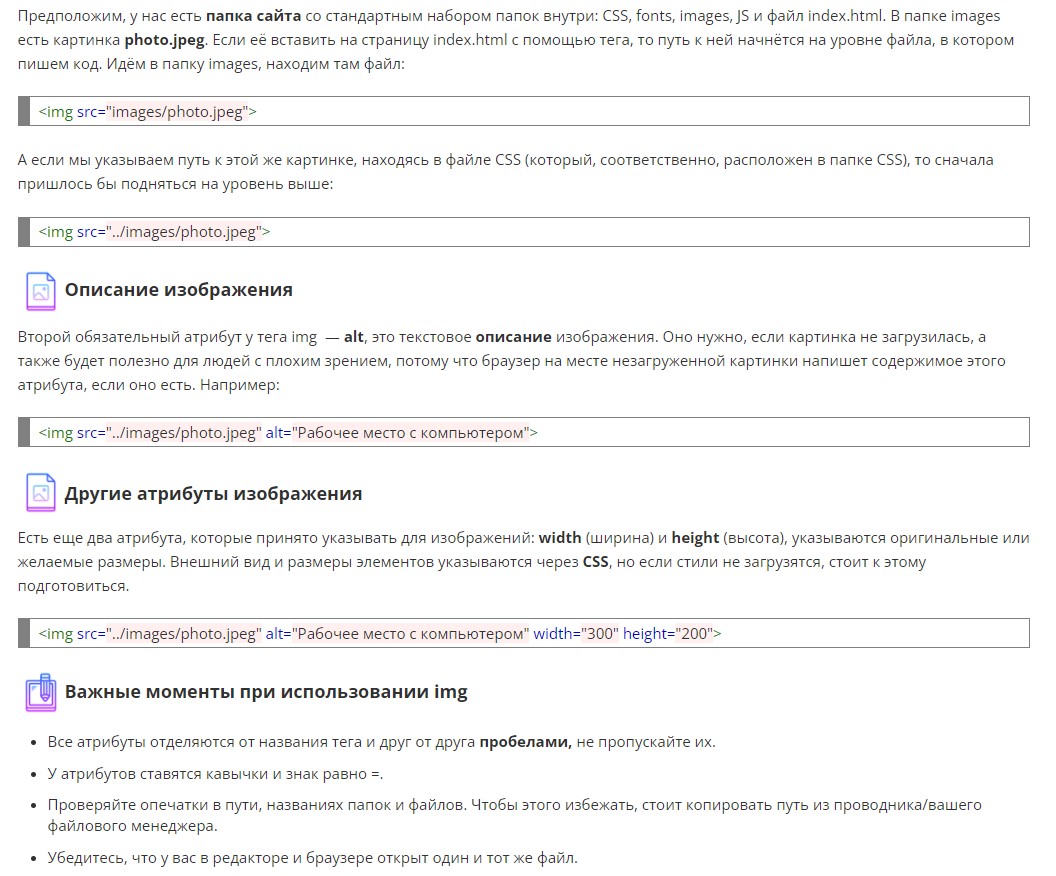 Предположим, у нас есть папка сайта со стандартным набором папок внутри: CSS, fonts, images, JS и файл index.html. В папке images
есть картинка photo.jpeg. Если её вставить на страницу index.html с помощью тега, то путь к ней начнётся на уровне файла, в котором
пишем код. Идём в папку images, находим там файл:
<img src="images/photo.jpeg">
А если мы указываем путь к этой же картинке, находясь в файле CSS (который, соответственно, расположен в папке CSS), то сначала
пришлось бы подняться на уровень выше:
<img src="../images/photo.jpeg">
Описание изображения
Второй обязательный атрибут у тега img — alt, это текстовое описание изображения. Оно нужно, если картинка не загрузилась, а
также будет полезно для людей с плохим зрением, потому что браузер на месте незагруженной картинки напишет содержимое этого
атрибута, если оно есть. Например:
<img src="../images/photo.jpeg" alt="Рабочее место с компьютером">
Другие атрибуты изображения
Есть еще два атрибута, которые принято указывать для изображений: width (ширина) и height (высота), указываются оригинальные или
желаемые размеры. Внешний вид и размеры элементов указываются через CSS, но если стили не загрузятся, стоит к этому
подготовиться.
<img src="../images/photo.jpeg" alt="Рабочее место с компьютером" width="300" height="200">
Важные моменты при использовании img
• Все атрибуты отделяются от названия тега и друг от друга пробелами, не пропускайте их.
• У атрибутов ставятся кавычки и знак равно =.
• Проверяйте опечатки в пути, названиях папок и файлов. Чтобы этого избежать, стоит копировать путь из проводника/вашего
файлового менеджера.
• Убедитесь, что у вас в редакторе и браузере открыт один и тот же файл.